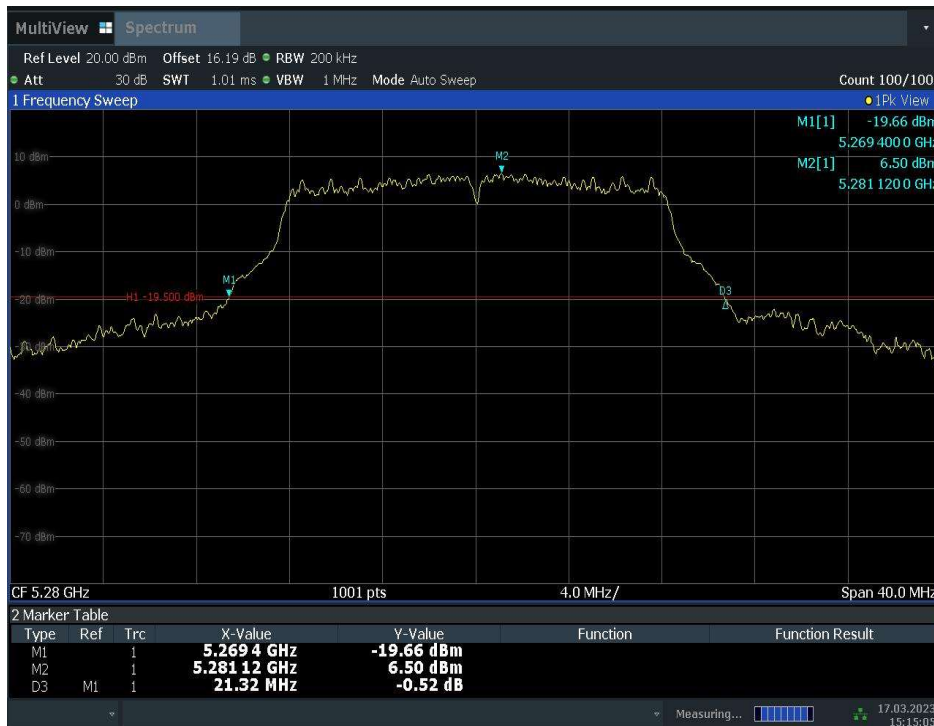 MultiView Spectrum
Ref Level 20.00 dBm Offset 16.19 dB RBW 200 kHz
Att 30 dB SWT 1.01 ms VBW 1 MHz Mode Auto Sweep Count 100/100
1 Frequency Sweep 1Pk View
M1[1] -19.66 dBm
5.269 400 0 GHz
10 dBm
M2
M2[1] 6.50 dBm
5.281 120 0 GHz
0 dBm
-10 dBm
M1
D3
H1 -19.500 dBm
-20 dBm
-30 dBm
-40 dBm
-50 dBm
-60 dBm
-70 dBm
CF 5.28 GHz 1001 pts 4.0 MHz/ Span 40.0 MHz
2 Marker Table
Type Ref Trc X-Value Y-Value Function Function Result
M1 1 5.269 4 GHz -19.66 dBm
M2 1 5.281 12 GHz 6.50 dBm
D3 M1 1 21.32 MHz -0.52 dB
Measuring... 17.03.2023
15:15:05